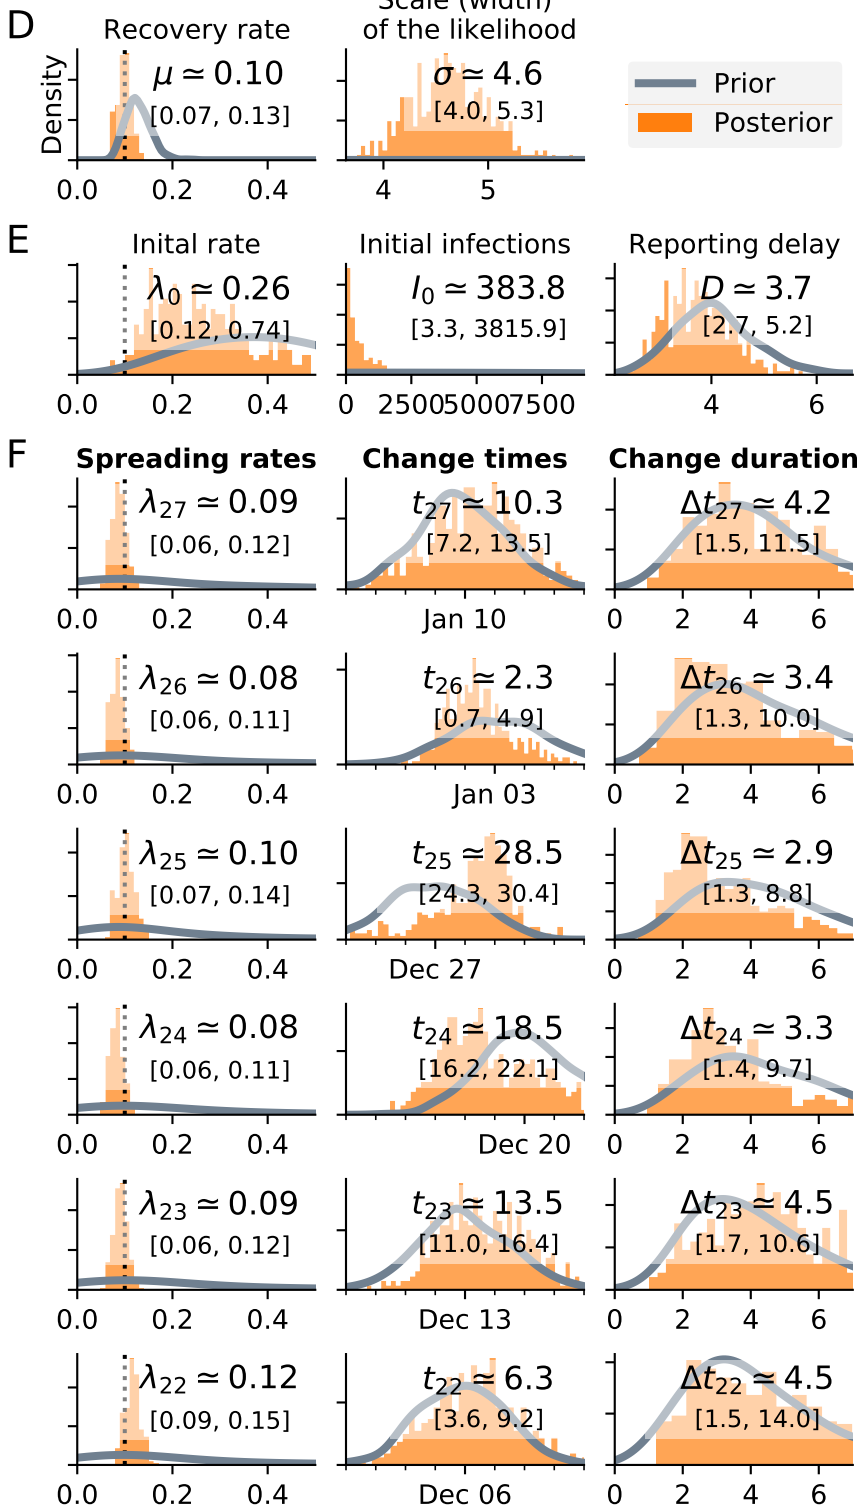 D
Scale (width)
Recovery rate of the likelihood
Density
μ ≃ 0.10
[0.07, 0.13]
0.0 0.2 0.4
σ ≃ 4.6
[4.0, 5.3]
4 5
Prior
Posterior
E
Inital rate Initial infections Reporting delay
λ0 ≃ 0.26 I0 ≃ 383.8 D ≃ 3.7
[0.12, 0.74] [3.3, 3815.9] [2.7, 5.2]
0.0 0.2 0.4 0 2500 5000 7500 4 6
F
Spreading rates Change times Change duration
λ27 ≃ 0.09 t27 ≃ 10.3 Δt27 ≃ 4.2
[0.06, 0.12] [7.2, 13.5] [1.5, 11.5]
0.0 0.2 0.4 Jan 10 0 2 4 6
λ26 ≃ 0.08 t26 ≃ 2.3 Δt26 ≃ 3.4
[0.06, 0.11] [0.7, 4.9] [1.3, 10.0]
0.0 0.2 0.4 Jan 03 0 2 4 6
λ25 ≃ 0.10 t25 ≃ 28.5 Δt25 ≃ 2.9
[0.07, 0.14] [24.3, 30.4] [1.3, 8.8]
0.0 0.2 0.4 Dec 27 0 2 4 6
λ24 ≃ 0.08 t24 ≃ 18.5 Δt24 ≃ 3.3
[0.06, 0.11] [16.2, 22.1] [1.4, 9.7]
0.0 0.2 0.4 Dec 20 0 2 4 6
λ23 ≃ 0.09 t23 ≃ 13.5 Δt23 ≃ 4.5
[0.06, 0.12] [11.0, 16.4] [1.7, 10.6]
0.0 0.2 0.4 Dec 13 0 2 4 6
λ22 ≃ 0.12 t22 ≃ 6.3 Δt22 ≃ 4.5
[0.09, 0.15] [3.6, 9.2] [1.5, 14.0]
0.0 0.2 0.4 Dec 06 0 2 4 6